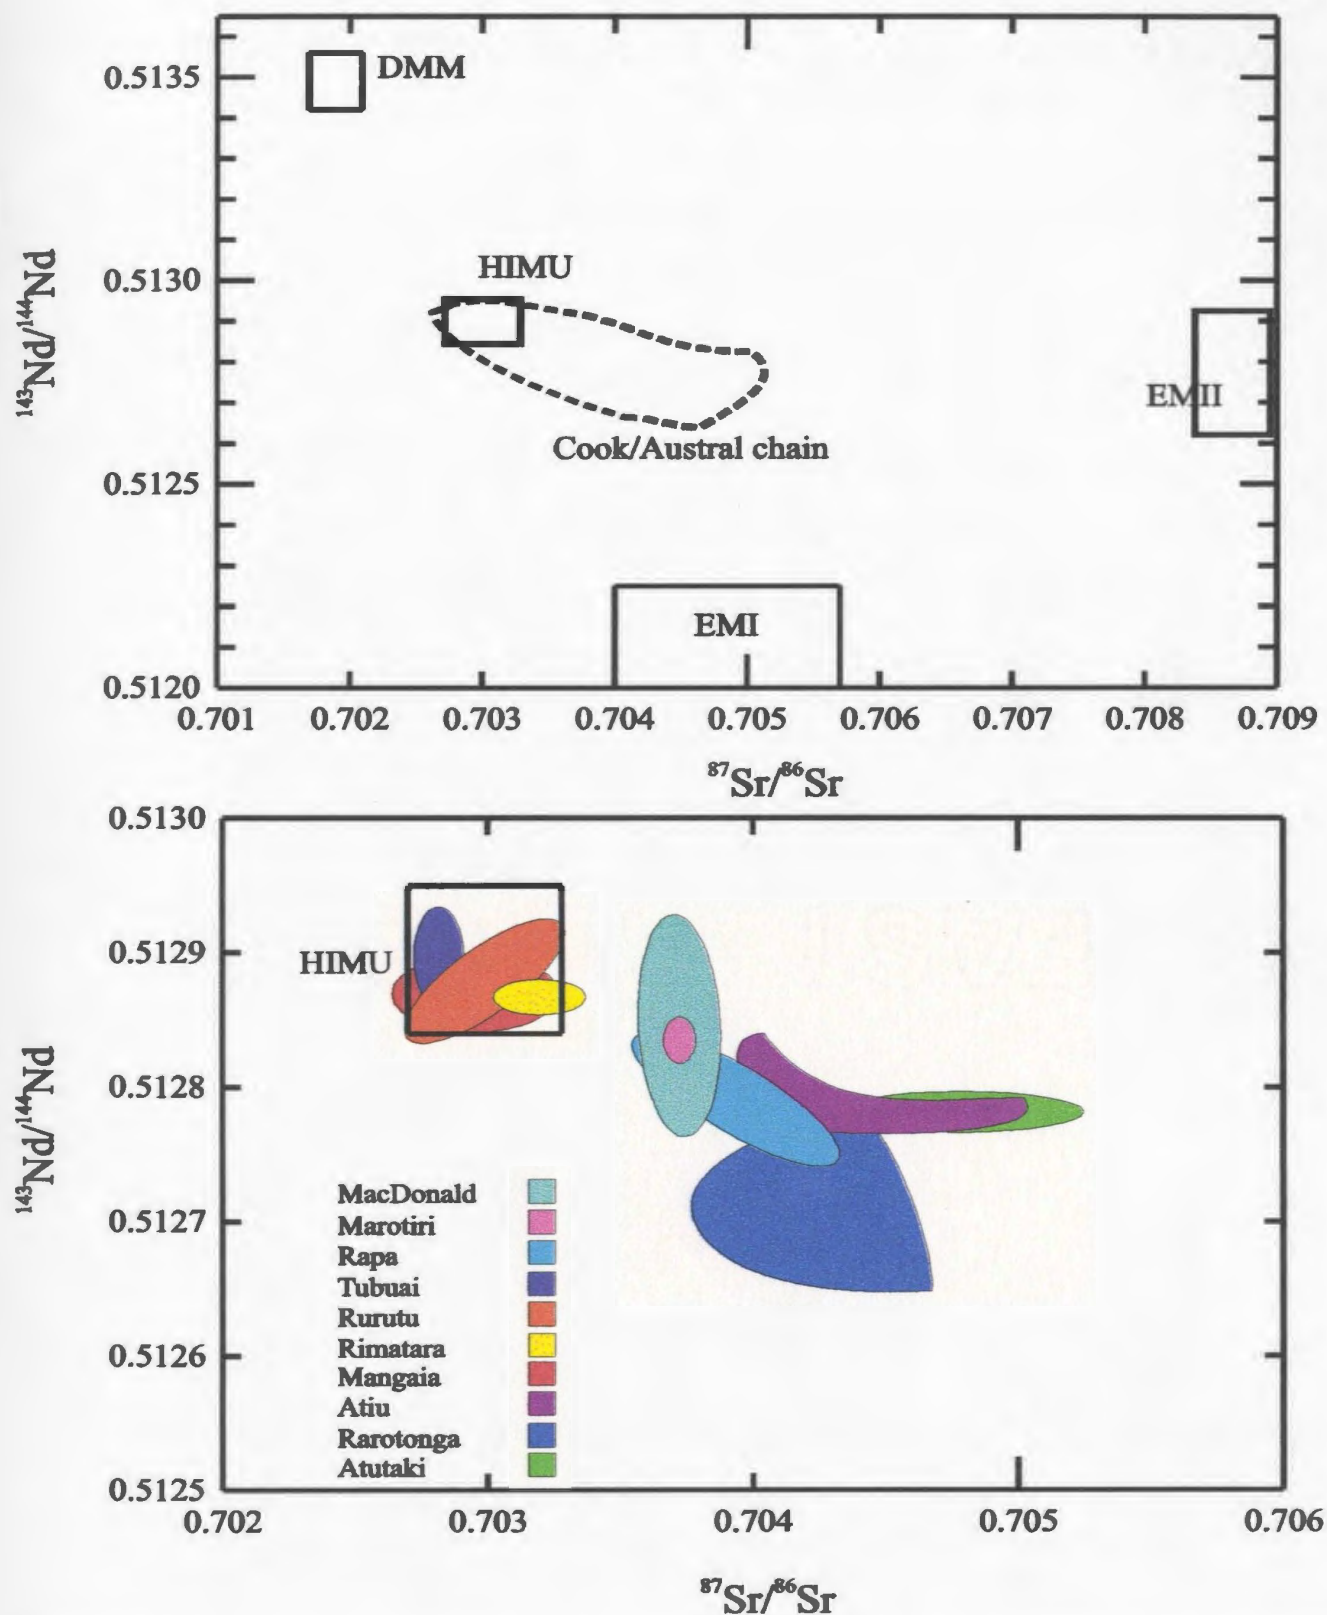 0.5135
DMM
0.5130
HIMU
EMII
Cook/Austral chain
0.5125
EMI
0.5120
¹⁴³Nd/¹⁴⁴Nd
0.701 0.702 0.703 0.704 0.705 0.706 0.707 0.708 0.709
⁸⁷Sr/⁸⁶Sr
0.5130
0.5129
HIMU
0.5128
0.5127
0.5126
0.5125
¹⁴³Nd/¹⁴⁴Nd
MacDonald
Marotiri
Rapa
Tubuai
Rurutu
Rimatara
Mangaia
Atiu
Rarotonga
Atutaki
0.702 0.703 0.704 0.705 0.706
⁸⁷Sr/⁸⁶Sr